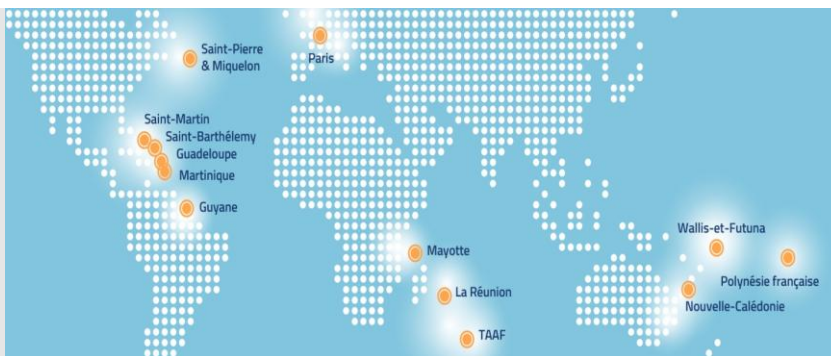 Saint-Pierre
& Miquelon
Paris
Saint-Martin
Saint-Barthélemy
Guadeloupe
Martinique
Guyane
Mayotte
La Réunion
TAAF
Wallis-et-Futuna
Polynésie française
Nouvelle-Calédonie